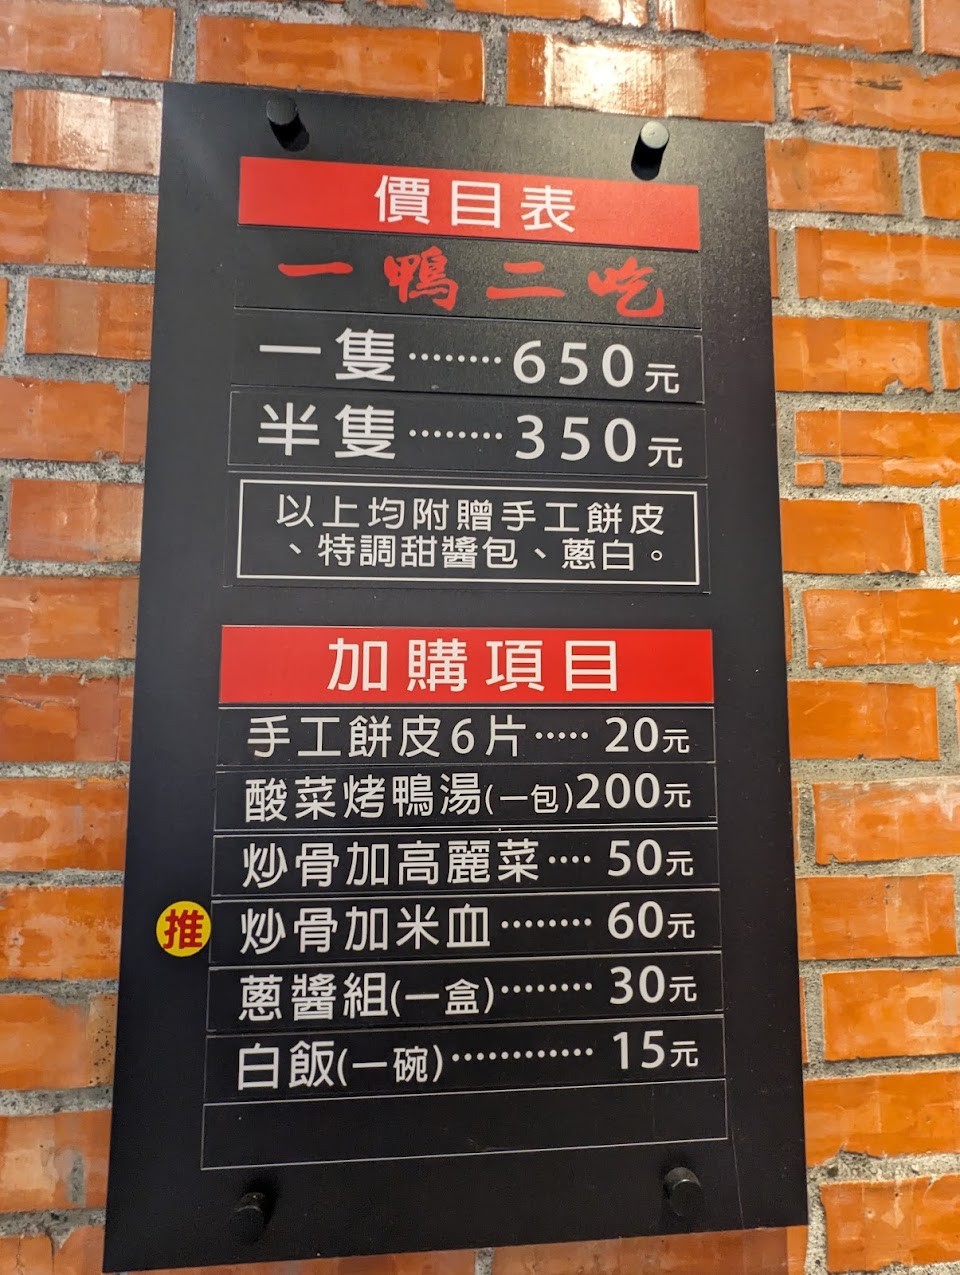 價目表
一鴨二吃
一隻········650元
半隻········350元
以上均附贈手工餅皮
、特調甜醬包、蔥白。
加購項目
手工餅皮6片·····20元
酸菜烤鴨湯(一包)200元
炒骨加高麗菜····50元
推 炒骨加米血········60元
蔥醬組(一盒)········30元
白飯(一碗)············15元